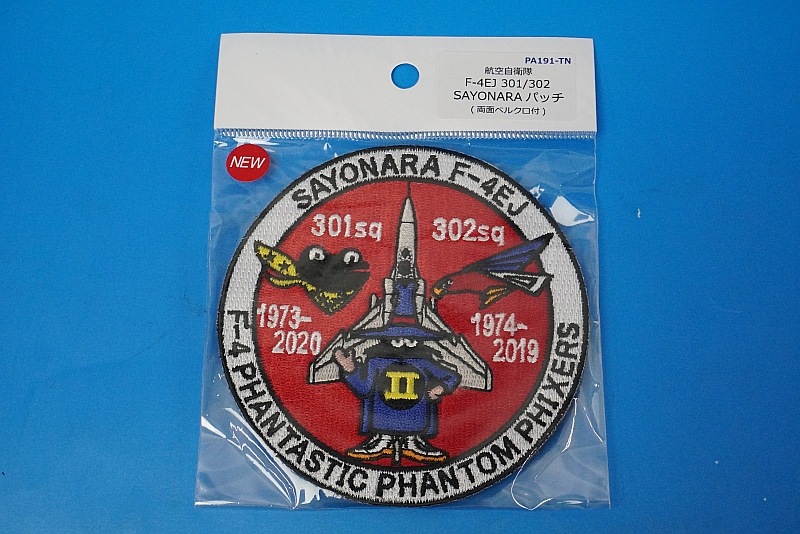 PA191-TN
航空自衛隊
F-4EJ 301/302
SAYONARA パッチ
(両面ベルクロ付)
NEW
SAYONARA F-4EJ
301sq
302sq
1973-
2020
1974-
2019
II
F-4 PHANTASTIC PHANTOM PHIXERS